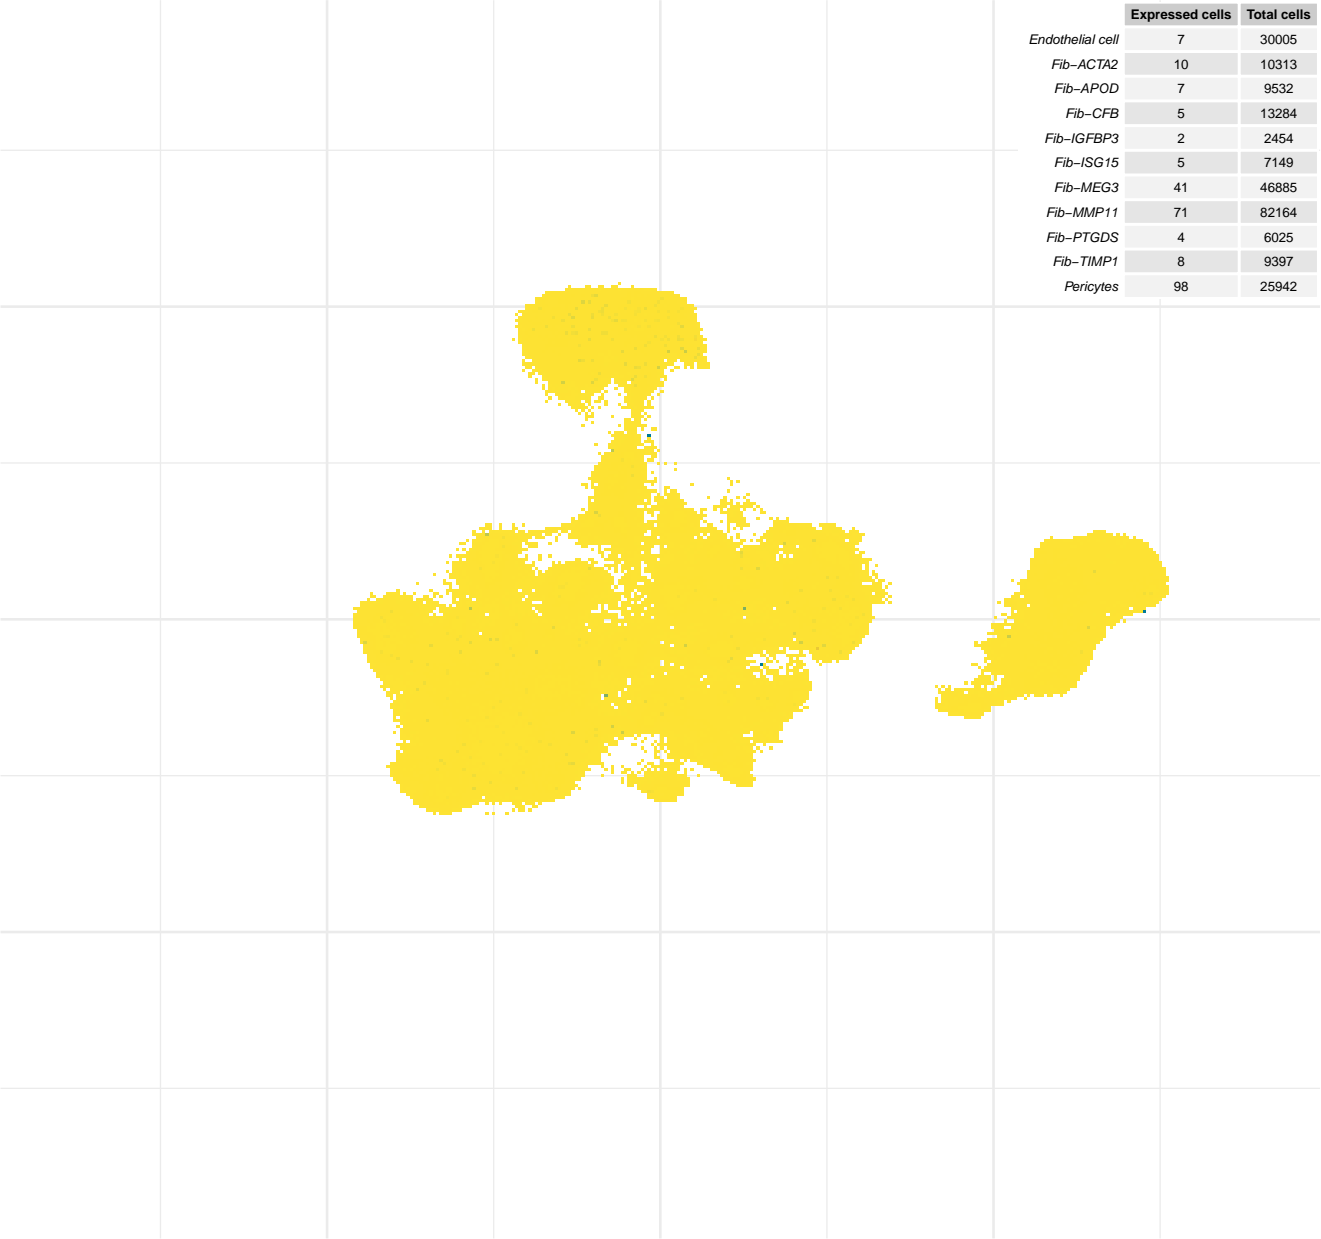 Expressed cells Total cells
Endothelial cell 7 30005
Fib−ACTA2 10 10313
Fib−APOD 7 9532
Fib−CFB 5 13284
Fib−IGFBP3 2 2454
Fib−ISG15 5 7149
Fib−MEG3 41 46885
Fib−MMP11 71 82164
Fib−PTGDS 4 6025
Fib−TIMP1 8 9397
Pericytes 98 25942